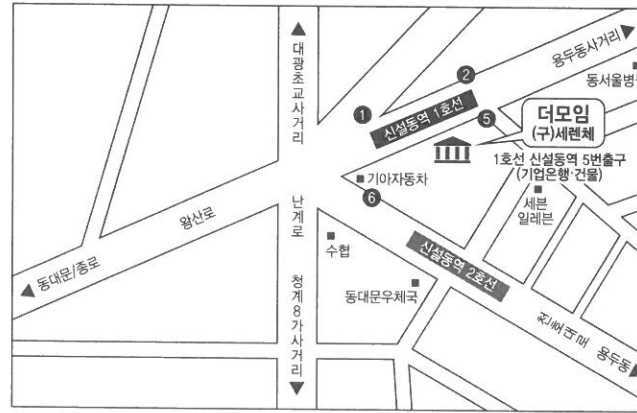 대광초교사거리
용두동사거리
동서울병
2
1
신설동역 1호선
5
더모임
(구)세렌체
1호선 신설동역 5번출구
(기업은행·건물)
기아자동차
6
세븐
일레븐
왕산로
난계로
수협
신설동역 2호선
동대문/종로
동대문우체국
청계8가사거리
용두동